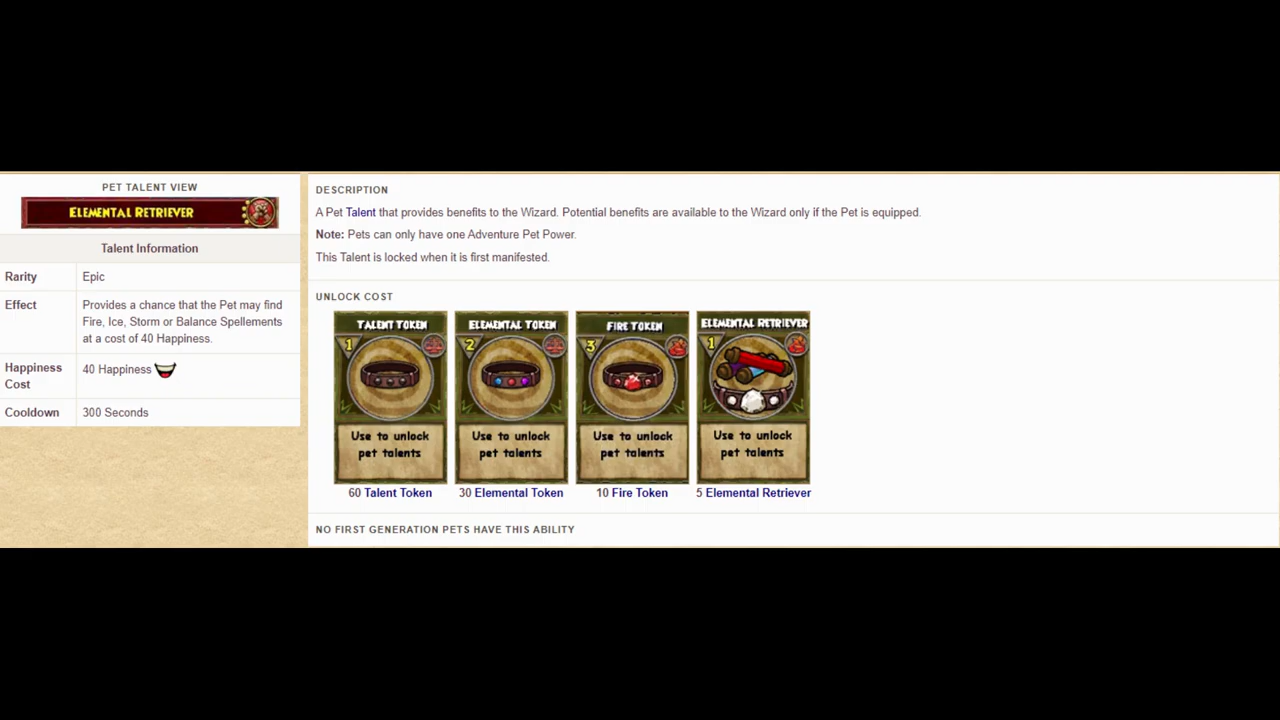 PET TALENT VIEW
ELEMENTAL RETRIEVER
Talent Information
Rarity Epic
Effect Provides a chance that the Pet may find
Fire, Ice, Storm or Balance Spellements
at a cost of 40 Happiness.
Happiness Cost 40 Happiness
Cooldown 300 Seconds
DESCRIPTION
A Pet Talent that provides benefits to the Wizard. Potential benefits are available to the Wizard only if the Pet is equipped.
Note: Pets can only have one Adventure Pet Power.
This Talent is locked when it is first manifested.
UNLOCK COST
TALENT TOKEN
1
Use to unlock
pet talents
60 Talent Token
ELEMENTAL TOKEN
2
Use to unlock
pet talents
30 Elemental Token
FIRE TOKEN
3
Use to unlock
pet talents
10 Fire Token
ELEMENTAL RETRIEVER
1
Use to unlock
pet talents
5 Elemental Retriever
NO FIRST GENERATION PETS HAVE THIS ABILITY